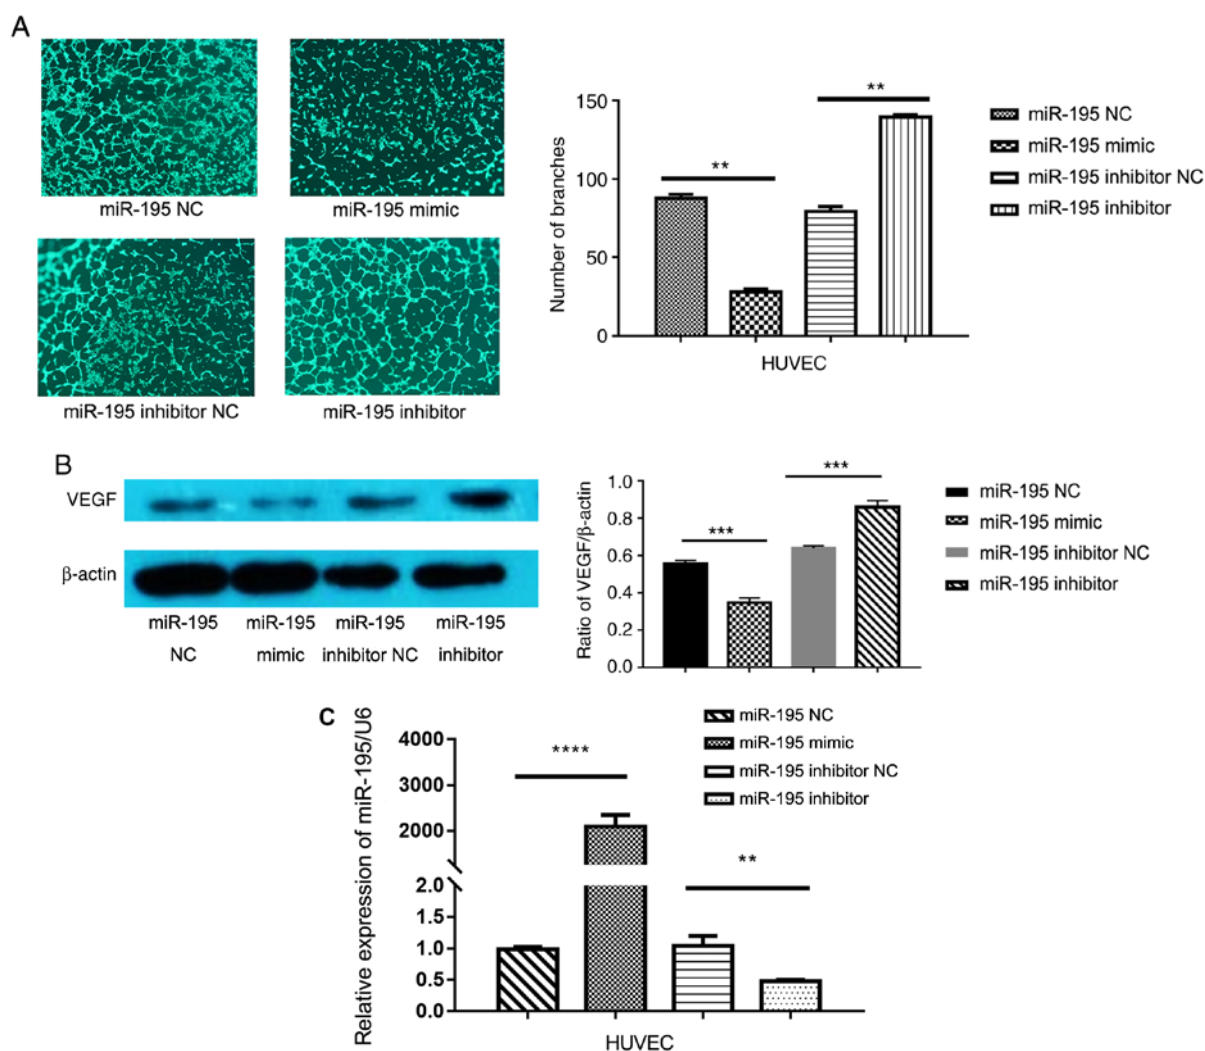 A
miR-195 NC
miR-195 mimic
miR-195 inhibitor NC
miR-195 inhibitor
Number of branches
150
100
50
0
**
**
HUVEC
miR-195 NC
miR-195 mimic
miR-195 inhibitor NC
miR-195 inhibitor
B
VEGF
β-actin
miR-195 NC
miR-195 mimic
miR-195 inhibitor NC
miR-195 inhibitor
Ratio of VEGF/β-actin
1.0
0.8
0.6
0.4
0.2
0.0
***
***
miR-195 NC
miR-195 mimic
miR-195 inhibitor NC
miR-195 inhibitor
C
Relative expression of miR-195/U6
4000
3000
2000
2.0
1.5
1.0
0.5
0.0
****
**
HUVEC
miR-195 NC
miR-195 mimic
miR-195 inhibitor NC
miR-195 inhibitor